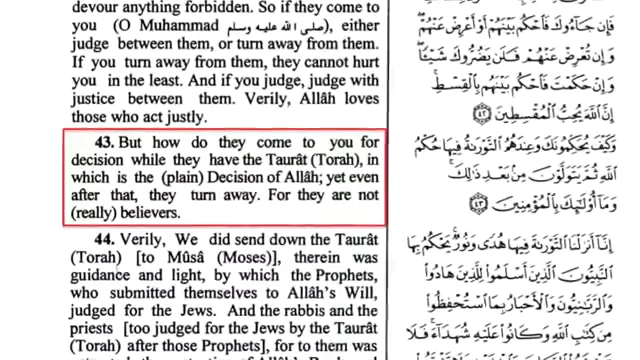 devour anything forbidden. So if they come to
you (O Muhammad صلى الله عليه وسلم), either
judge between them, or turn away from them.
If you turn away from them, they cannot hurt
you in the least. And if you judge, judge with
justice between them. Verily, Allâh loves
those who act justly.
43. But how do they come to you for
decision while they have the Taurât (Torah), in
which is the (plain) Decision of Allâh; yet even
after that, they turn away. For they are not
(really) believers.
44. Verily, We did send down the Taurât
(Torah) [to Mûsâ (Moses)], therein was
guidance and light, by which the Prophets,
who submitted themselves to Allâh's Will,
judged for the Jews. And the rabbis and the
priests [too judged for the Jews by the Taurât
(Torah) after those Prophets], for to them was
فَإِن جَآءُوكَ فَٱحْكُم بَيْنَهُمْ أَوْ أَعْرِضْ عَنْهُمْ ۖ
وَإِن تُعْرِضْ عَنْهُمْ فَلَن يَضُرُّوكَ شَيْـًٔا ۖ
وَإِنْ حَكَمْتَ فَٱحْكُم بَيْنَهُم بِٱلْقِسْطِ ۚ
إِنَّ ٱللَّهَ يُحِبُّ ٱلْمُقْسِطِينَ ٤٢
وَكَيْفَ يُحَكِّمُونَكَ وَعِندَهُمُ ٱلتَّوْرَىٰةُ فِيهَا حُكْمُ
ٱللَّهِ ثُمَّ يَتَوَلَّوْنَ مِنۢ بَعْدِ ذَٰلِكَ ۚ
وَمَآ أُو۟لَـٰٓئِكَ بِٱلْمُؤْمِنِينَ ٤٣
إِنَّآ أَنزَلْنَا ٱلتَّوْرَىٰةَ فِيهَا هُدًى وَنُورٌ ۚ يَحْكُمُ بِهَا
ٱلنَّبِيُّونَ ٱلَّذِينَ أَسْلَمُوا۟ لِلَّذِينَ هَادُوا۟
وَٱلرَّبَّـٰنِيُّونَ وَٱلْأَحْبَارُ بِمَا ٱسْتُحْفِظُوا۟
مِن كِتَـٰبِ ٱللَّهِ وَكَانُوا۟ عَلَيْهِ شُهَدَآءَ ۚ فَلَا